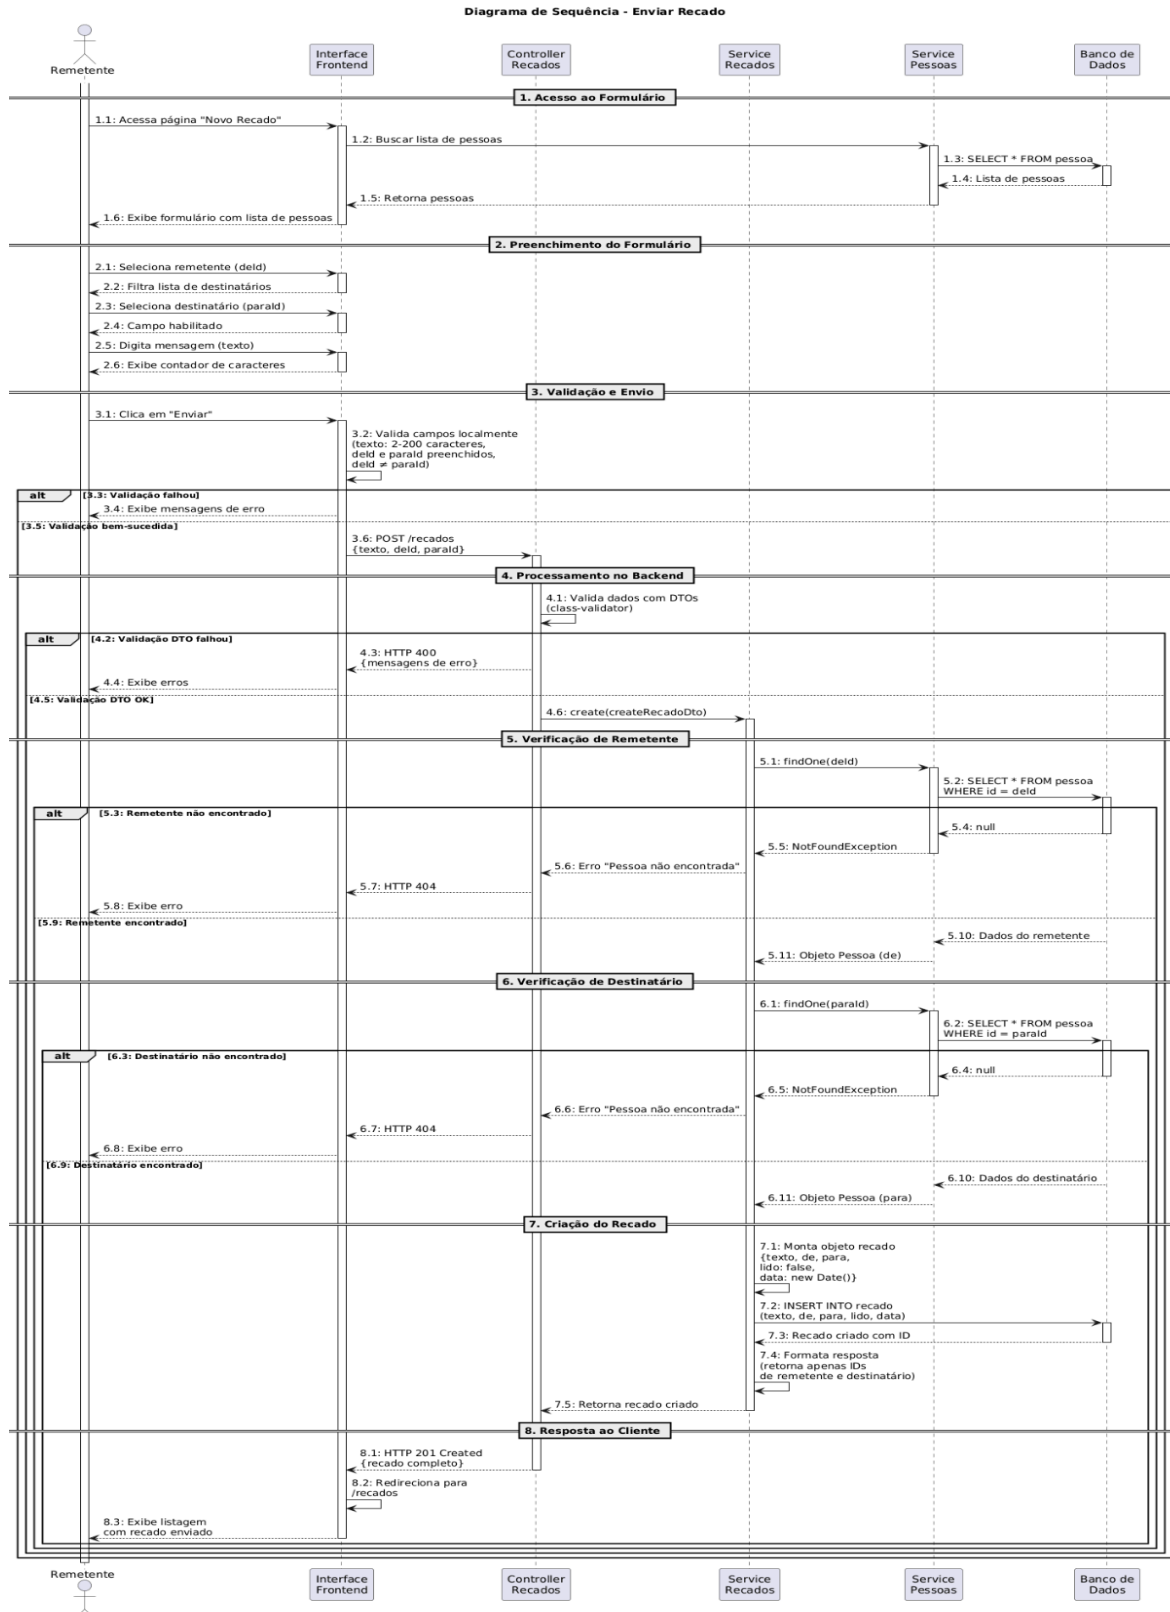 Diagrama de Sequência - Enviar Recado
Remetente
Interface
Frontend
Controller
Recados
Service
Recados
Service
Pessoas
Banco de
Dados
1. Acesso ao Formulário
1.1: Acessa página "Novo Recado"
1.2: Buscar lista de pessoas
1.3: SELECT * FROM pessoa
1.4: Lista de pessoas
1.5: Retorna pessoas
1.6: Exibe formulário com lista de pessoas
2. Preenchimento do Formulário
2.1: Seleciona remetente (deId)
2.2: Filtra lista de destinatários
2.3: Seleciona destinatário (paraId)
2.4: Campo habilitado
2.5: Digita mensagem (texto)
2.6: Exibe contador de caracteres
3. Validação e Envio
3.1: Clica em "Enviar"
3.2: Valida campos localmente
(texto: 2-200 caracteres,
deId e paraId preenchidos,
deId ≠ paraId)
alt
[3.3: Validação falhou]
3.4: Exibe mensagens de erro
[3.5: Validação bem-sucedida]
3.6: POST /recados
{texto, deId, paraId}
4. Processamento no Backend
4.1: Valida dados com DTOs
(class-validator)
alt
[4.2: Validação DTO falhou]
4.3: HTTP 400
{mensagens de erro}
4.4: Exibe erros
[4.5: Validação DTO OK]
4.6: create(createRecadoDto)
5. Verificação de Remetente
5.1: findOne(deId)
5.2: SELECT * FROM pessoa
WHERE id = deId
alt
[5.3: Remetente não encontrado]
5.4: null
5.5: NotFoundException
5.6: Erro "Pessoa não encontrada"
5.7: HTTP 404
5.8: Exibe erro
[5.9: Remetente encontrado]
5.10: Dados do remetente
5.11: Objeto Pessoa (de)
6. Verificação de Destinatário
6.1: findOne(paraId)
6.2: SELECT * FROM pessoa
WHERE id = paraId
alt
[6.3: Destinatário não encontrado]
6.4: null
6.5: NotFoundException
6.6: Erro "Pessoa não encontrada"
6.7: HTTP 404
6.8: Exibe erro
[6.9: Destinatário encontrado]
6.10: Dados do destinatário
6.11: Objeto Pessoa (para)
7. Criação do Recado
7.1: Monta objeto recado
{texto, de, para,
lido: false,
data: new Date()}
7.2: INSERT INTO recado
(texto, de, para, lido, data)
7.3: Recado criado com ID
7.4: Formata resposta
(retorna apenas IDs
de remetente e destinatário)
7.5: Retorna recado criado
8. Resposta ao Cliente
8.1: HTTP 201 Created
{recado completo}
8.2: Redireciona para
/recados
8.3: Exibe listagem
com recado enviado
Remetente
Interface
Frontend
Controller
Recados
Service
Recados
Service
Pessoas
Banco de
Dados